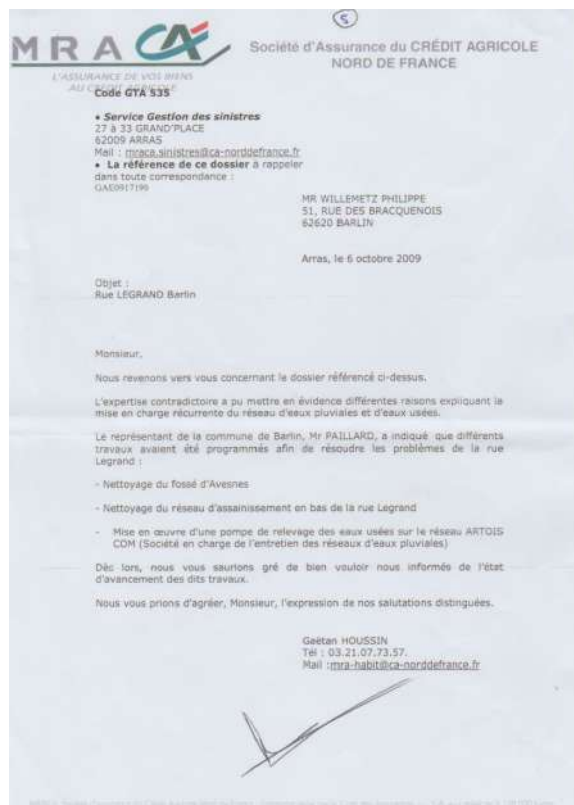 5
MRA CA
Société d'Assurance du CRÉDIT AGRICOLE
NORD DE FRANCE
L'ASSURANCE DE VOS BIENS
AU CRÉDIT AGRICOLE
Code GTA 535
• Service Gestion des sinistres
27 à 33 GRAND'PLACE
62009 ARRAS
Mail : mraca.sinistres@ca-norddefrance.fr
• La référence de ce dossier à rappeler
dans toute correspondance :
GAE0917190
MR WILLEMETZ PHILIPPE
51, RUE DES BRACQUENOIS
62620 BARLIN
Arras, le 6 octobre 2009
Objet :
Rue LEGRAND Barlin
Monsieur,
Nous revenons vers vous concernant le dossier référencé ci-dessus.
L'expertise contradictoire a pu mettre en évidence différentes raisons expliquant la
mise en charge récurrente du réseau d'eaux pluviales et d'eaux usées.
Le représentant de la commune de Barlin, Mr PAILLARD, a indiqué que différents
travaux avaient été programmés afin de résoudre les problèmes de la rue
Legrand :
- Nettoyage du fossé d'Avesnes
- Nettoyage du réseau d'assainissement en bas de la rue Legrand
- Mise en œuvre d'une pompe de relevage des eaux usées sur le réseau ARTOIS
COM (Société en charge de l'entretien des réseaux d'eaux pluviales)
Dès lors, nous vous saurions gré de bien vouloir nous informés de l'état
d'avancement des dits travaux.
Nous vous prions d'agréer, Monsieur, l'expression de nos salutations distinguées.
Gaëtan HOUSSIN
Tél : 03.21.07.73.57.
Mail :mra-habit@ca-norddefrance.fr